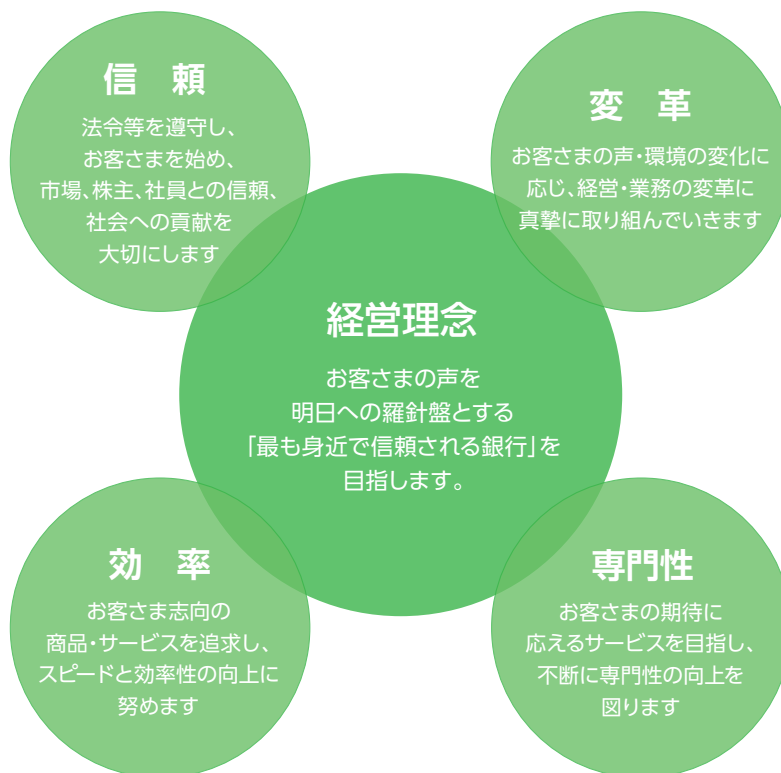 信　頼
法令等を遵守し、
お客さまを始め、
市場、株主、社員との信頼、
社会への貢献を
大切にします
変　革
お客さまの声・環境の変化に
応じ、経営・業務の変革に
真摯に取り組んでいきます
経営理念
お客さまの声を
明日への羅針盤とする
「最も身近で信頼される銀行」を
目指します。
効　率
お客さま志向の
商品・サービスを追求し、
スピードと効率性の向上に
努めます
専門性
お客さまの期待に
応えるサービスを目指し、
不断に専門性の向上を
図ります